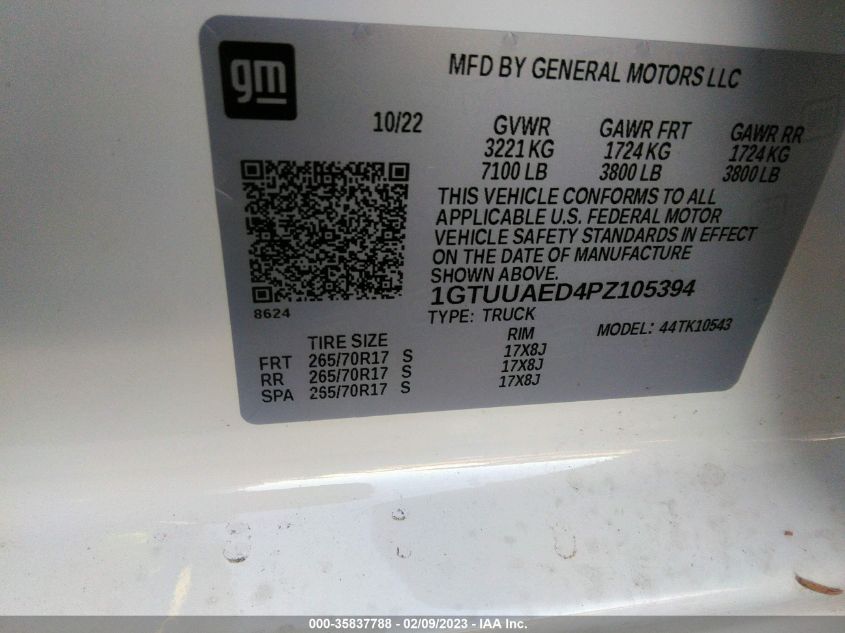 gm
MFD BY GENERAL MOTORS LLC
10/22 GVWR GAWR FRT GAWR RR
3221 KG 1724 KG 1724 KG
7100 LB 3800 LB 3800 LB
THIS VEHICLE CONFORMS TO ALL
APPLICABLE U.S. FEDERAL MOTOR
VEHICLE SAFETY STANDARDS IN EFFECT
ON THE DATE OF MANUFACTURE
SHOWN ABOVE.
1GTUUAED4PZ105394
8624
TYPE: TRUCK
MODEL: 44TK10543
TIRE SIZE RIM
FRT 265/70R17 S 17X8J
RR 265/70R17 S 17X8J
SPA 265/70R17 S 17X8J
000-35837788 - 02/09/2023 - IAA Inc.